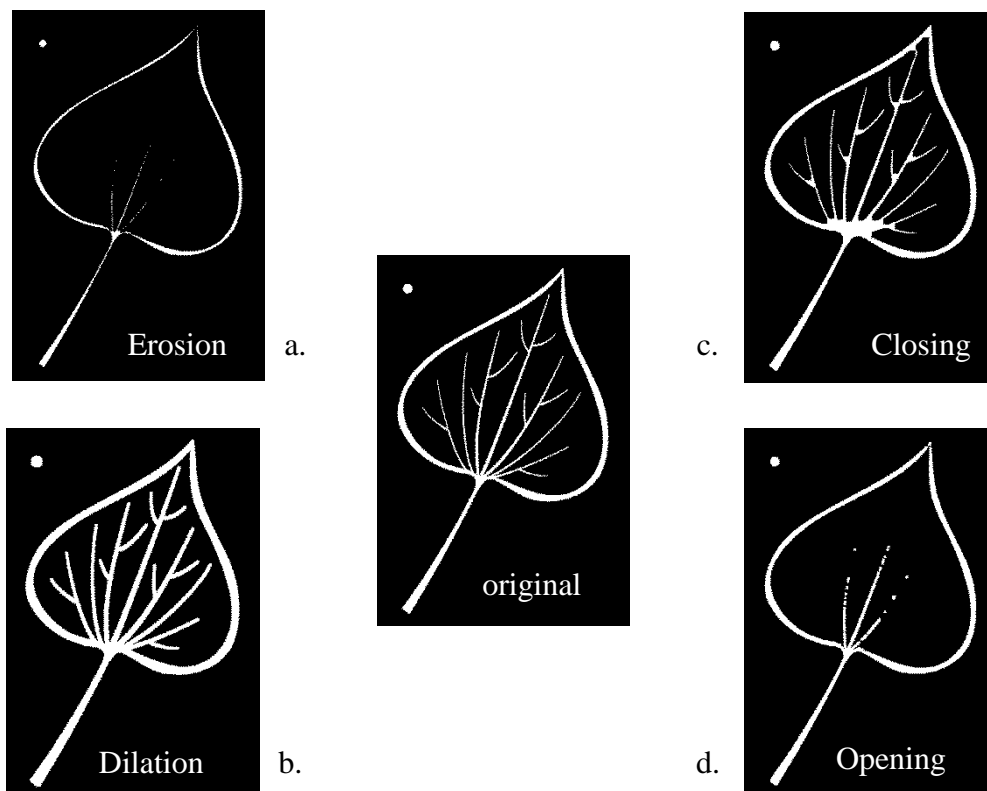 Erosion
a.
c.
Closing
original
Dilation
b.
d.
Opening